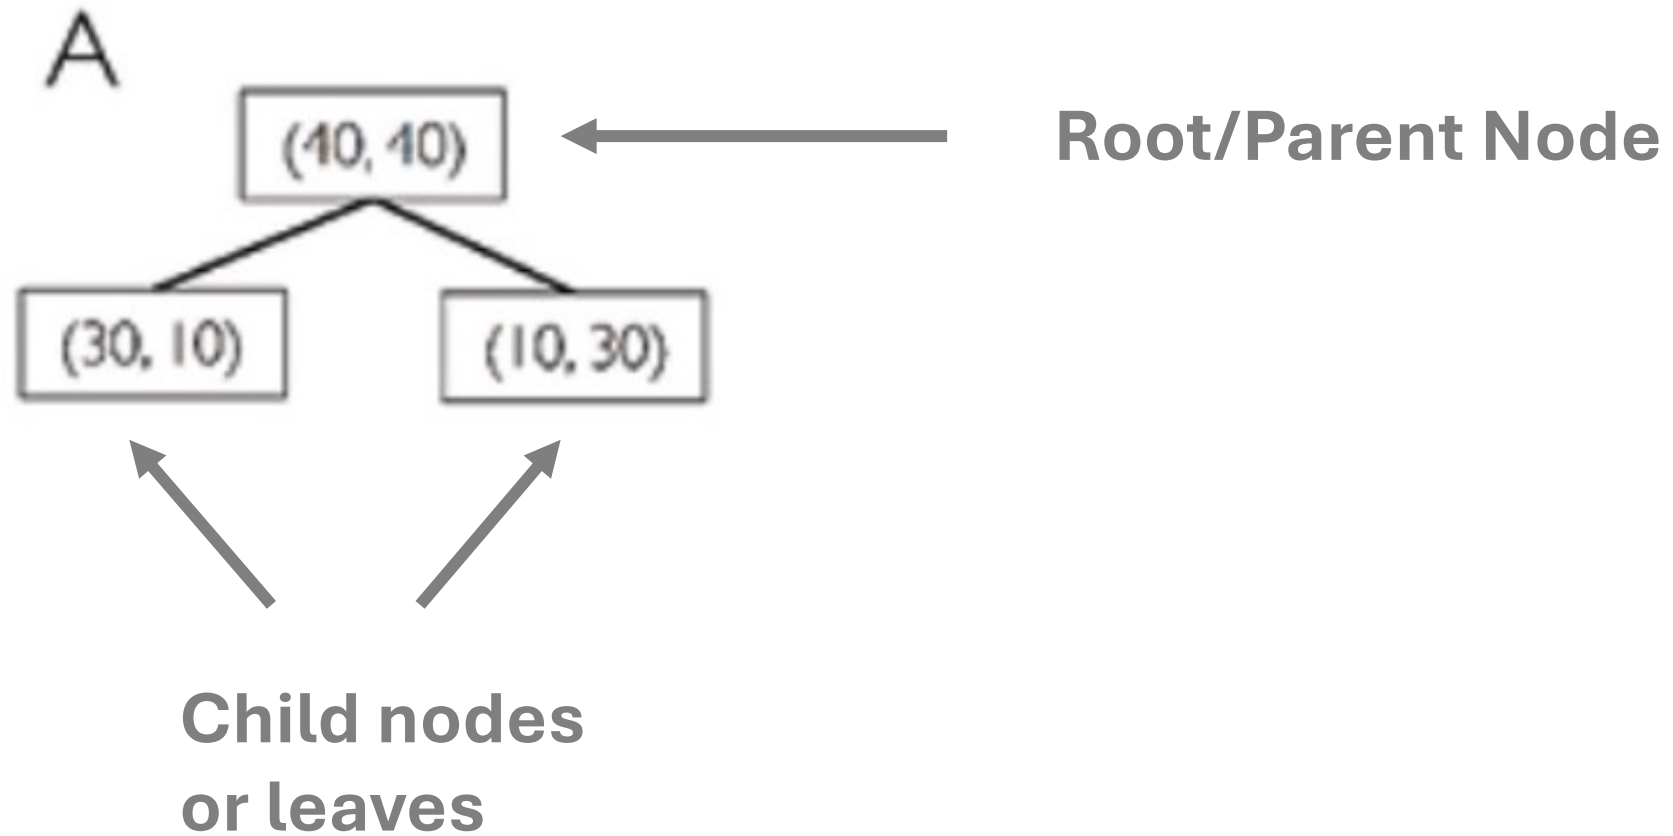 A
(40, 40)
Root/Parent Node
(30, 10)
(10, 30)
Child nodes
or leaves